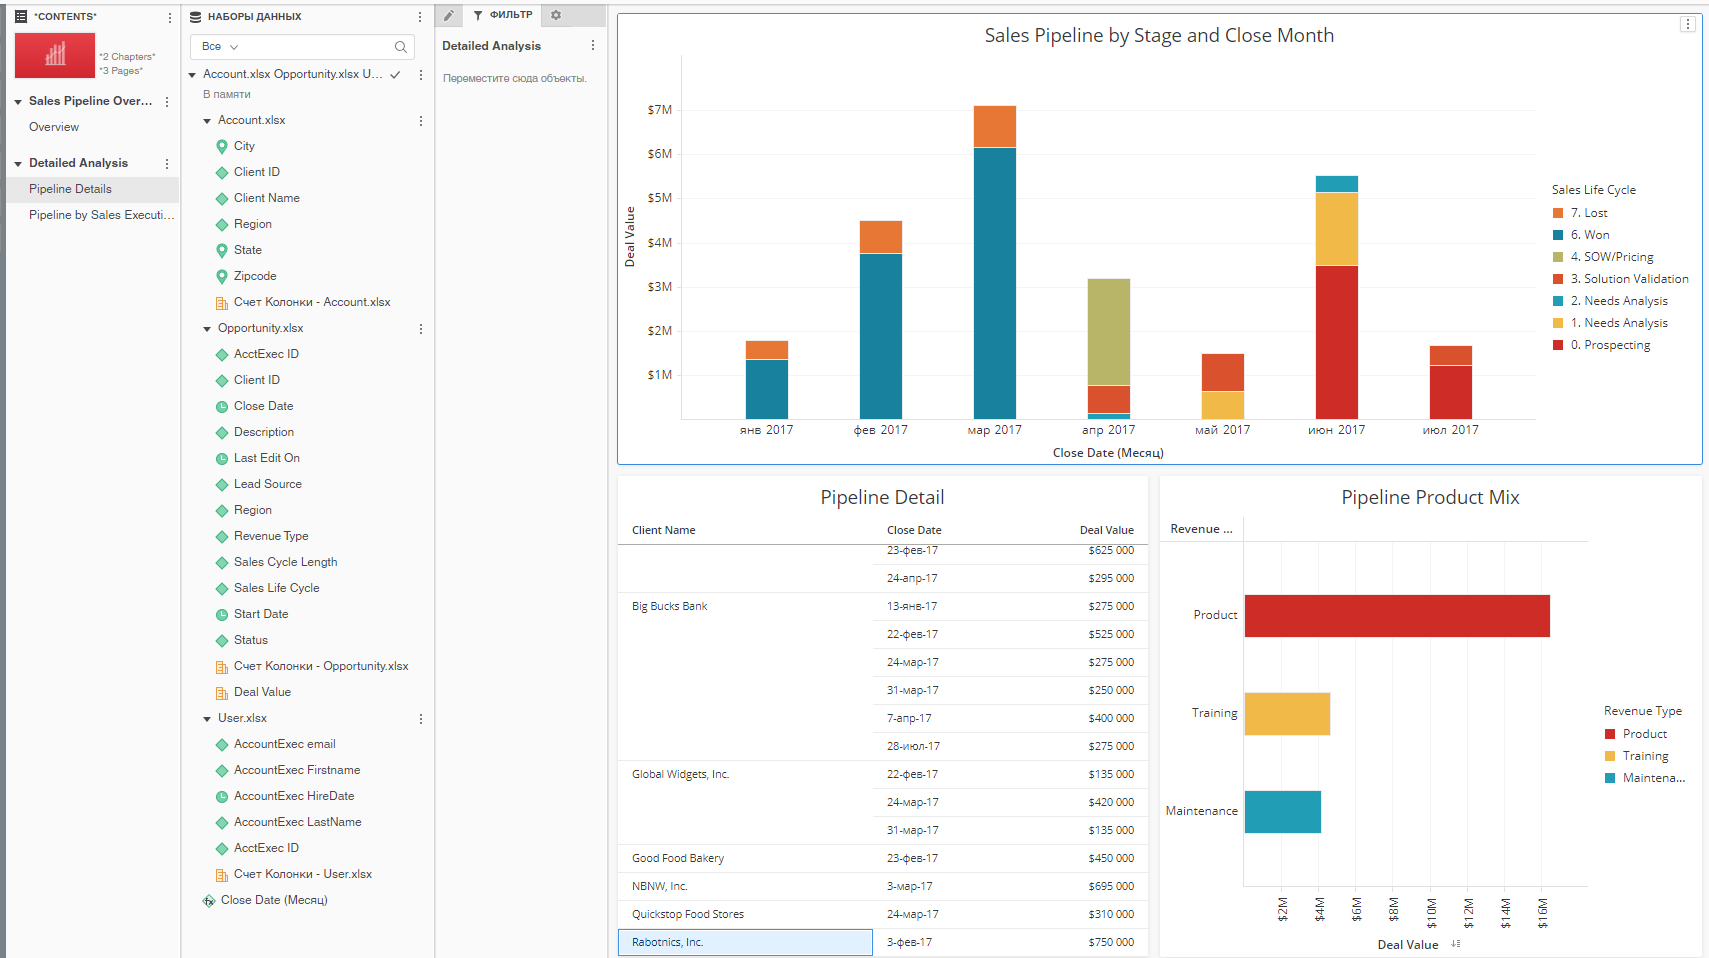 *CONTENTS*
*2 Chapters*
*3 Pages*
Sales Pipeline Over...
Overview
Detailed Analysis
Pipeline Details
Pipeline by Sales Executi...
НАБОРЫ ДАННЫХ
Все
Account.xlsx Opportunity.xlsx U...
В памяти
Account.xlsx
City
Client ID
Client Name
Region
State
Zipcode
Счет Колонки - Account.xlsx
Opportunity.xlsx
AcctExec ID
Client ID
Close Date
Description
Last Edit On
Lead Source
Region
Revenue Type
Sales Cycle Length
Sales Life Cycle
Start Date
Status
Счет Колонки - Opportunity.xlsx
Deal Value
User.xlsx
AccountExec email
AccountExec Firstname
AccountExec HireDate
AccountExec LastName
AcctExec ID
Счет Колонки - User.xlsx
fx Close Date (Месяц)
ФИЛЬТР
Detailed Analysis
Переместите сюда объекты.
Sales Pipeline by Stage and Close Month
Deal Value
$7M
$6M
$5M
$4M
$3M
$2M
$1M
янв 2017 фев 2017 мар 2017 апр 2017 май 2017 июн 2017 июл 2017
Close Date (Месяц)
Sales Life Cycle
7. Lost
6. Won
4. SOW/Pricing
3. Solution Validation
2. Needs Analysis
1. Needs Analysis
0. Prospecting
Pipeline Detail
Client Name Close Date Deal Value
23-фев-17 $625 000
24-апр-17 $295 000
Big Bucks Bank 13-янв-17 $275 000
22-фев-17 $525 000
24-мар-17 $275 000
31-мар-17 $250 000
7-апр-17 $400 000
28-июл-17 $275 000
Global Widgets, Inc. 22-фев-17 $135 000
24-мар-17 $420 000
31-мар-17 $135 000
Good Food Bakery 23-фев-17 $450 000
NBNW, Inc. 3-мар-17 $695 000
Quickstop Food Stores 24-мар-17 $310 000
Rabotnics, Inc. 3-фев-17 $750 000
Pipeline Product Mix
Revenue ...
Product
Training
Maintenance
$2M $4M $6M $8M $10M $12M $14M $16M
Deal Value
Revenue Type
Product
Training
Maintena...